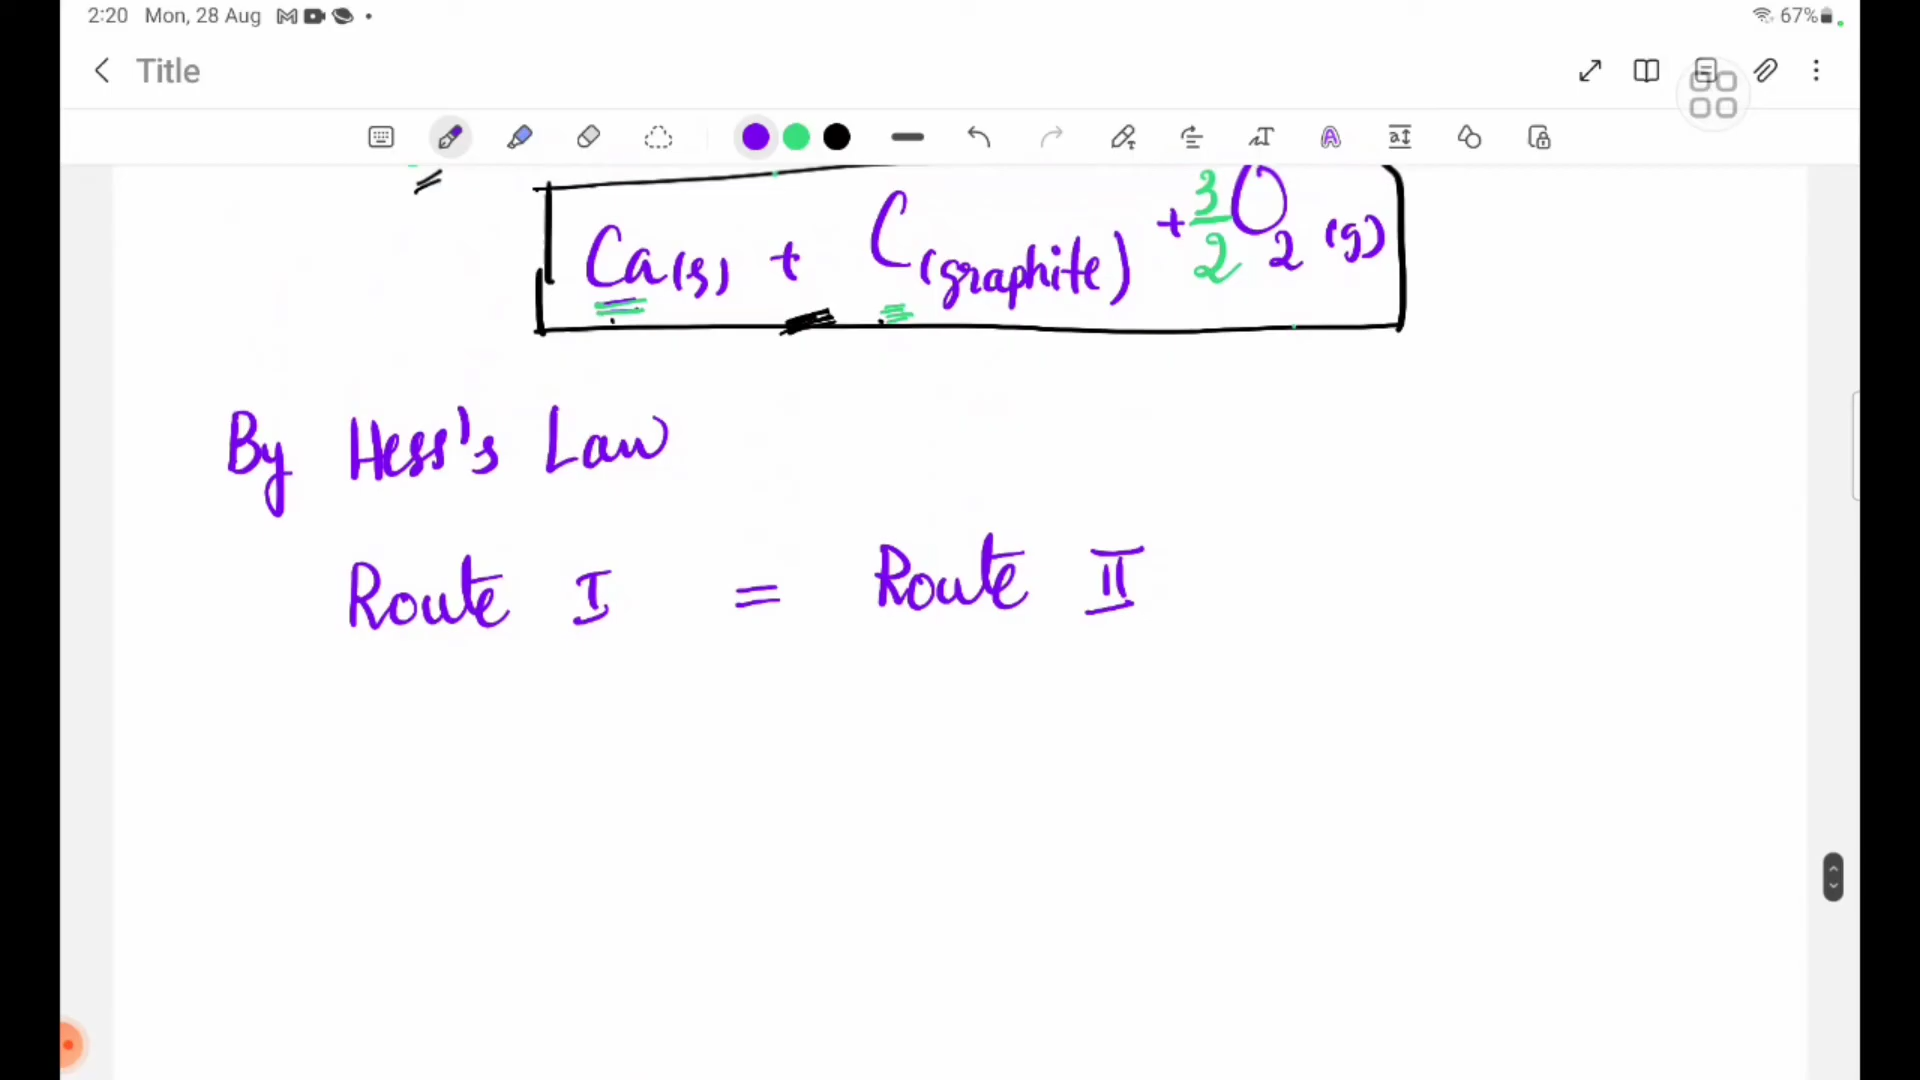 2:20 Mon, 28 Aug 67%
Title
Ca(s) + C(graphite) + 3/2 O2 (g)
By Hess's Law
Route I = Route II